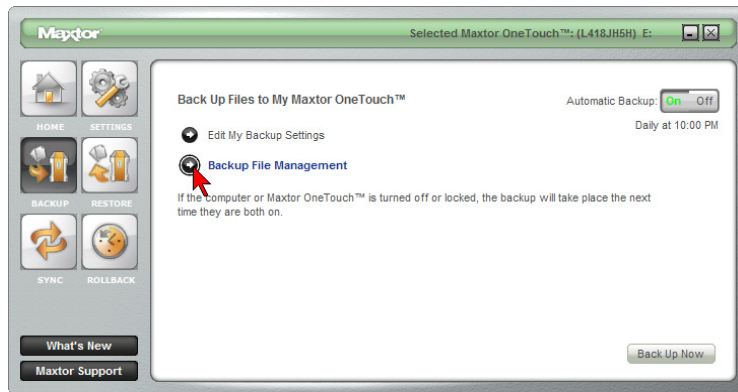 Maxtor
Selected Maxtor OneTouch™: (L418JH5H) E:
HOME SETTINGS
BACKUP RESTORE
SYNC ROLLBACK
What's New
Maxtor Support
Back Up Files to My Maxtor OneTouch™
Automatic Backup: On Off
Daily at 10:00 PM
Edit My Backup Settings
Backup File Management
If the computer or Maxtor OneTouch™ is turned off or locked, the backup will take place the next
time they are both on.
Back Up Now